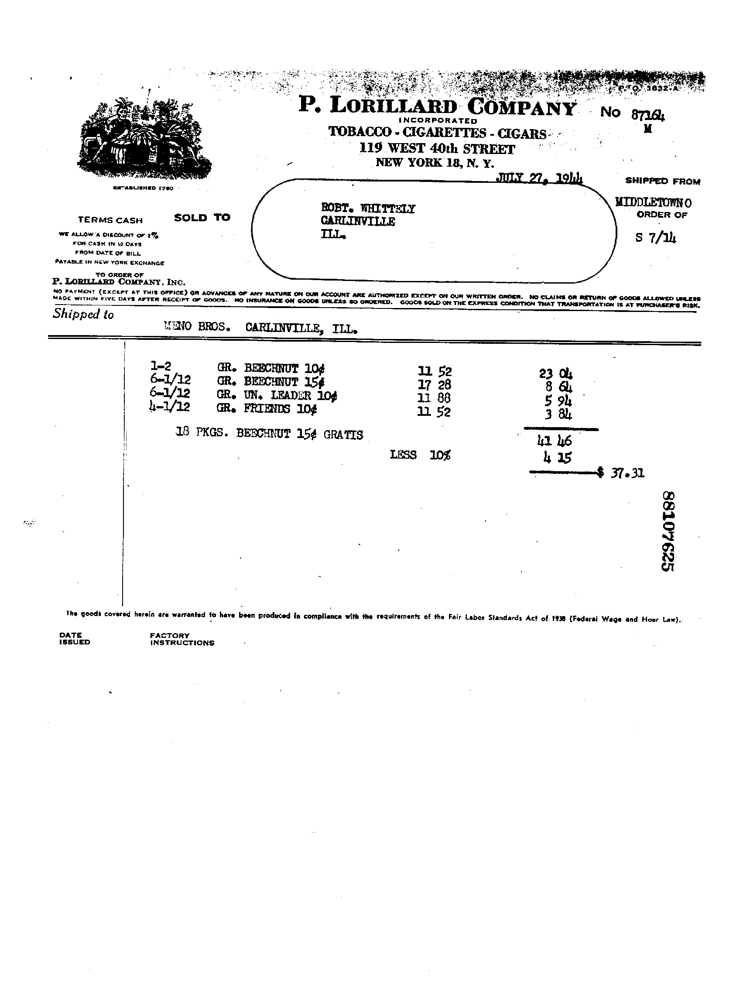 P. LORILLARD COMPANY
INCORPORATED
TOBACCO - CIGARETTES - CIGARS
119 WEST 40th STREET
NEW YORK 18, N. Y.
No 87164
M
JULY 27, 1944
ESTABLISHED 1760
SHIPPED FROM
MIDDLETOWN O
ORDER OF
S 7/14
TERMS CASH
WE ALLOW A DISCOUNT OF 2%
FOR CASH IN 10 DAYS
FROM DATE OF BILL
PAYABLE IN NEW YORK EXCHANGE
TO ORDER OF
P. LORILLARD COMPANY, INC.
SOLD TO
ROBT. WHITTELY
CARLINVILLE
ILL.
NO PAYMENT (EXCEPT AT THIS OFFICE) OR ADVANCES OF ANY NATURE ON OUR ACCOUNT ARE AUTHORIZED EXCEPT ON OUR WRITTEN ORDER. NO CLAIMS OR RETURN OF GOODS ALLOWED UNLESS
MADE WITHIN FIVE DAYS AFTER RECEIPT OF GOODS. NO INSURANCE ON GOODS UNLESS SO ORDERED. GOODS SOLD ON THE EXPRESS CONDITION THAT TRANSPORTATION IS AT PURCHASER'S RISK.
Shipped to
MENO BROS. CARLINVILLE, ILL.
1-2 GR. BEECHNUT 10¢ 11 52 23 04
6-1/12 GR. BEECHNUT 15¢ 17 28 8 64
6-1/12 GR. UN. LEADER 10¢ 11 88 5 94
4-1/12 GR. FRIENDS 10¢ 11 52 3 84
18 PKGS. BEECHNUT 15¢ GRATIS 41 46
LESS 10% 4 15
$ 37.31
88107625
The goods covered herein are warranted to have been produced in compliance with the requirements of the Fair Labor Standards Act of 1938 (Federal Wage and Hour Law).
DATE
ISSUED
FACTORY
INSTRUCTIONS